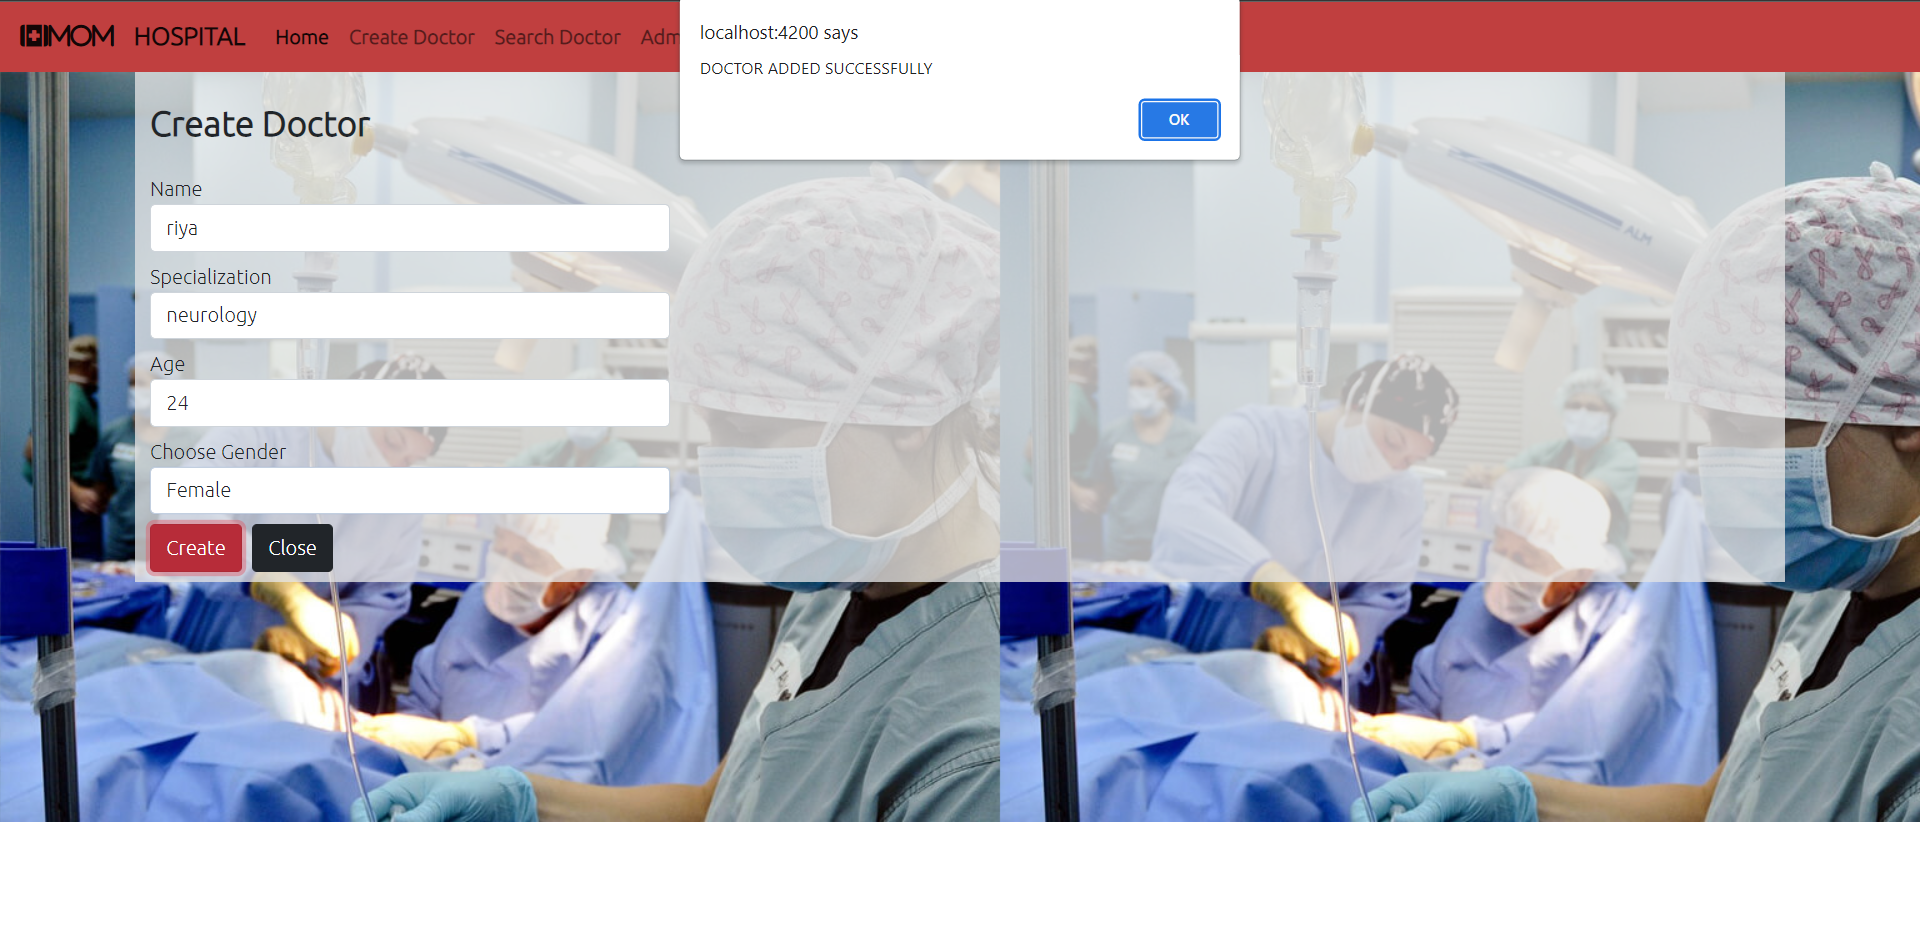 MOM HOSPITAL Home Create Doctor Search Doctor Adm
localhost:4200 says
DOCTOR ADDED SUCCESSFULLY
OK
Create Doctor
Name
riya
Specialization
neurology
Age
24
Choose Gender
Female
Create Close
ALM